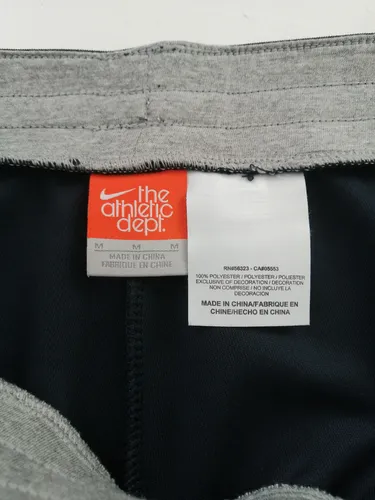 the
athletic
dept.
M M M
MADE IN CHINA
FABRIQUE EN CHINE
RN#56323 - CA#05553
100% POLYESTER / POLYESTER / POLIESTER
EXCLUSIVE OF DECORATION / DECORATION
NON COMPRISE / NO INCLUYE LA
DECORACION
MADE IN CHINA/FABRIQUE EN
CHINE/HECHO EN CHINA